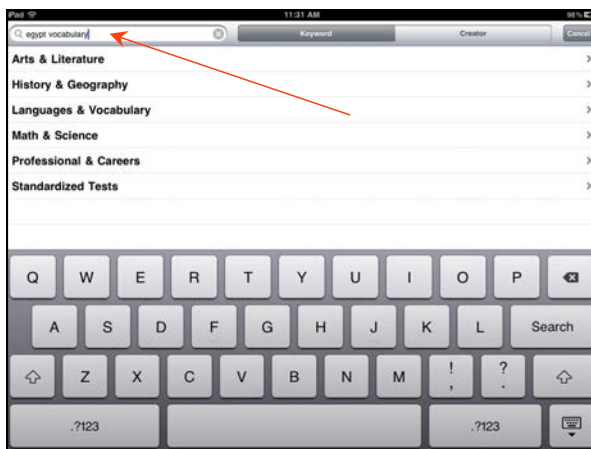 iPad 11:31 AM 98%
egypt vocabulary Keyword Creator Cancel
Arts & Literature
History & Geography
Languages & Vocabulary
Math & Science
Professional & Careers
Standardized Tests
Q W E R T Y U I O P
A S D F G H J K L Search
Z X C V B N M ! , ? .
.?123 .?123